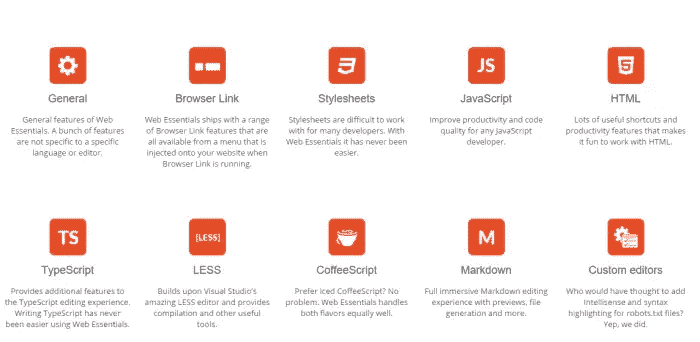 JS
General
Browser Link
Stylesheets
JavaScript
HTML
General features of Web
Essentials. A bunch of features
are not specific to a specific
language or editor.
Web Essentials ships with a range
of Browser Link features that are
all available from a menu that is
injected onto your website when
Browser Link is running.
Stylesheets are difficult to work
with for many developers. With
Web Essentials it has never been
easier.
Improve productivity and code
quality for any JavaScript
developer.
Lots of useful shortcuts and
productivity features that makes
it fun to work with HTML.
TS
[LESS]
M
TypeScript
LESS
CoffeeScript
Markdown
Custom editors
Provides additional features to
the TypeScript editing experience.
Writing TypeScript has never
been easier using Web Essentials.
Builds upon Visual Studio's
amazing LESS editor and provides
compilation and other useful
tools.
Prefer iced CoffeeScript? No
problem. Web Essentials handles
both flavors equally well.
Full immersive Markdown editing
experience with previews, file
generation and more.
Who would have thought to add
Intellisense and syntax
highlighting for robots.txt files?
Yep, we did.